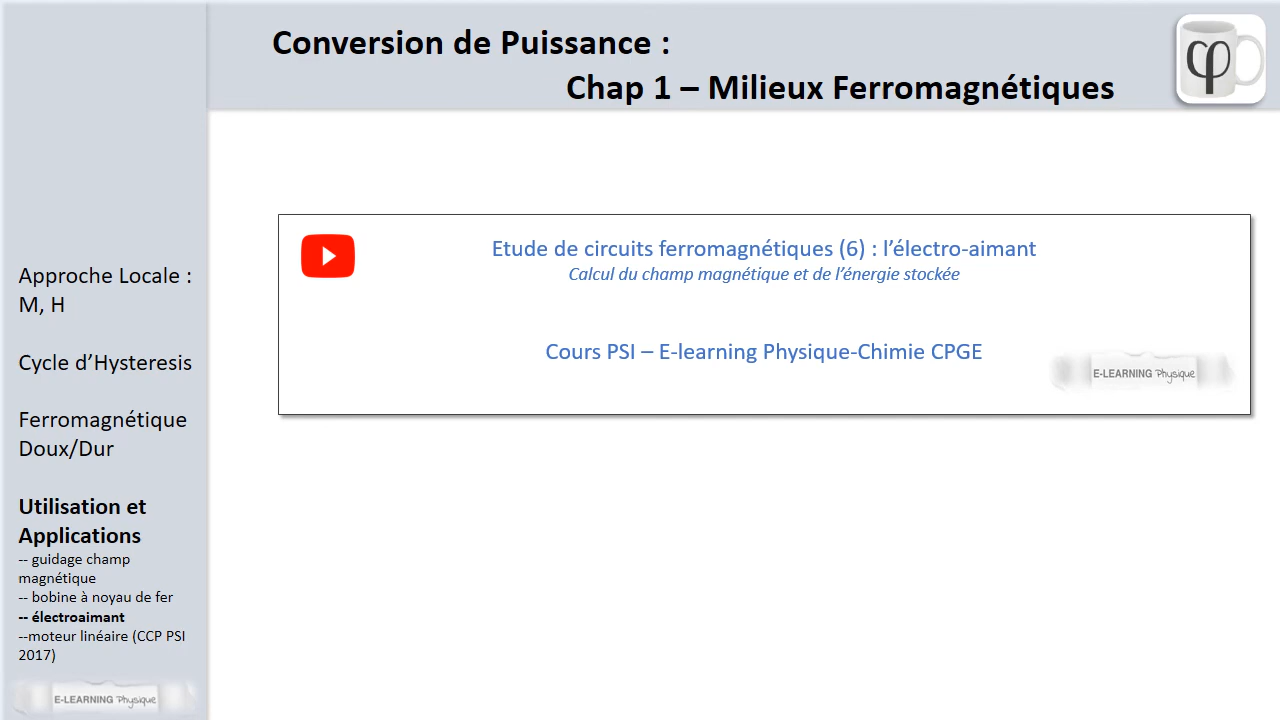 Conversion de Puissance :
Chap 1 – Milieux Ferromagnétiques
φ
Approche Locale :
M, H
Cycle d’Hysteresis
Ferromagnétique
Doux/Dur
Utilisation et
Applications
-- guidage champ
magnétique
-- bobine à noyau de fer
-- électroaimant
--moteur linéaire (CCP PSI
2017)
E-LEARNING Physique
Etude de circuits ferromagnétiques (6) : l’électro-aimant
Calcul du champ magnétique et de l’énergie stockée
Cours PSI – E-learning Physique-Chimie CPGE
E-LEARNING Physique